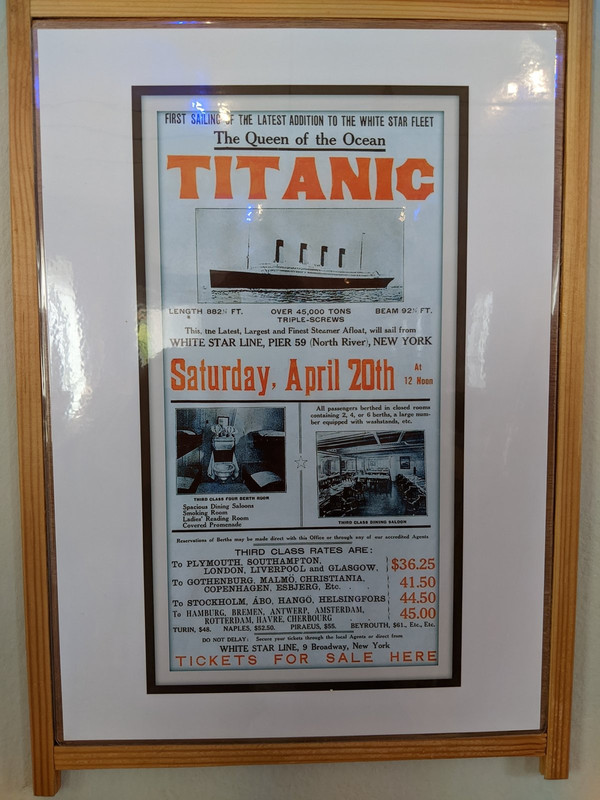 FIRST SAILING OF THE LATEST ADDITION TO THE WHITE STAR FLEET
The Queen of the Ocean
TITANIC
LENGTH 882½ FT. OVER 45,000 TONS BEAM 92½ FT.
TRIPLE-SCREWS
This, the Latest, Largest and Finest Steamer Afloat, will sail from
WHITE STAR LINE, PIER 59 (North River), NEW YORK
Saturday, April 20th At
12 Noon
THIRD CLASS FOUR BERTH ROOM
Spacious Dining Saloons
Smoking Room
Ladies' Reading Room
Covered Promenade
All passengers berthed in closed rooms
containing 2, 4, or 6 berths, a large num-
ber equipped with washstands, etc.
THIRD CLASS DINING SALOON
Reservations of Berths may be made direct with this Office or through any of our accredited Agents
THIRD CLASS RATES ARE:
To PLYMOUTH, SOUTHAMPTON,
LONDON, LIVERPOOL and GLASGOW, $36.25
To GOTHENBURG, MALMÖ, CHRISTIANIA,
COPENHAGEN, ESBJERG, Etc. 41.50
To STOCKHOLM, ÅBO, HANGÖ, HELSINGFORS 44.50
To HAMBURG, BREMEN, ANTWERP, AMSTERDAM,
ROTTERDAM, HAVRE, CHERBOURG 45.00
TURIN, $48. NAPLES, $52.50. PIRAEUS, $55. BEYROUTH, $61., Etc., Etc.
DO NOT DELAY: Secure your tickets through the local Agents or direct from
WHITE STAR LINE, 9 Broadway, New York
TICKETS FOR SALE HERE